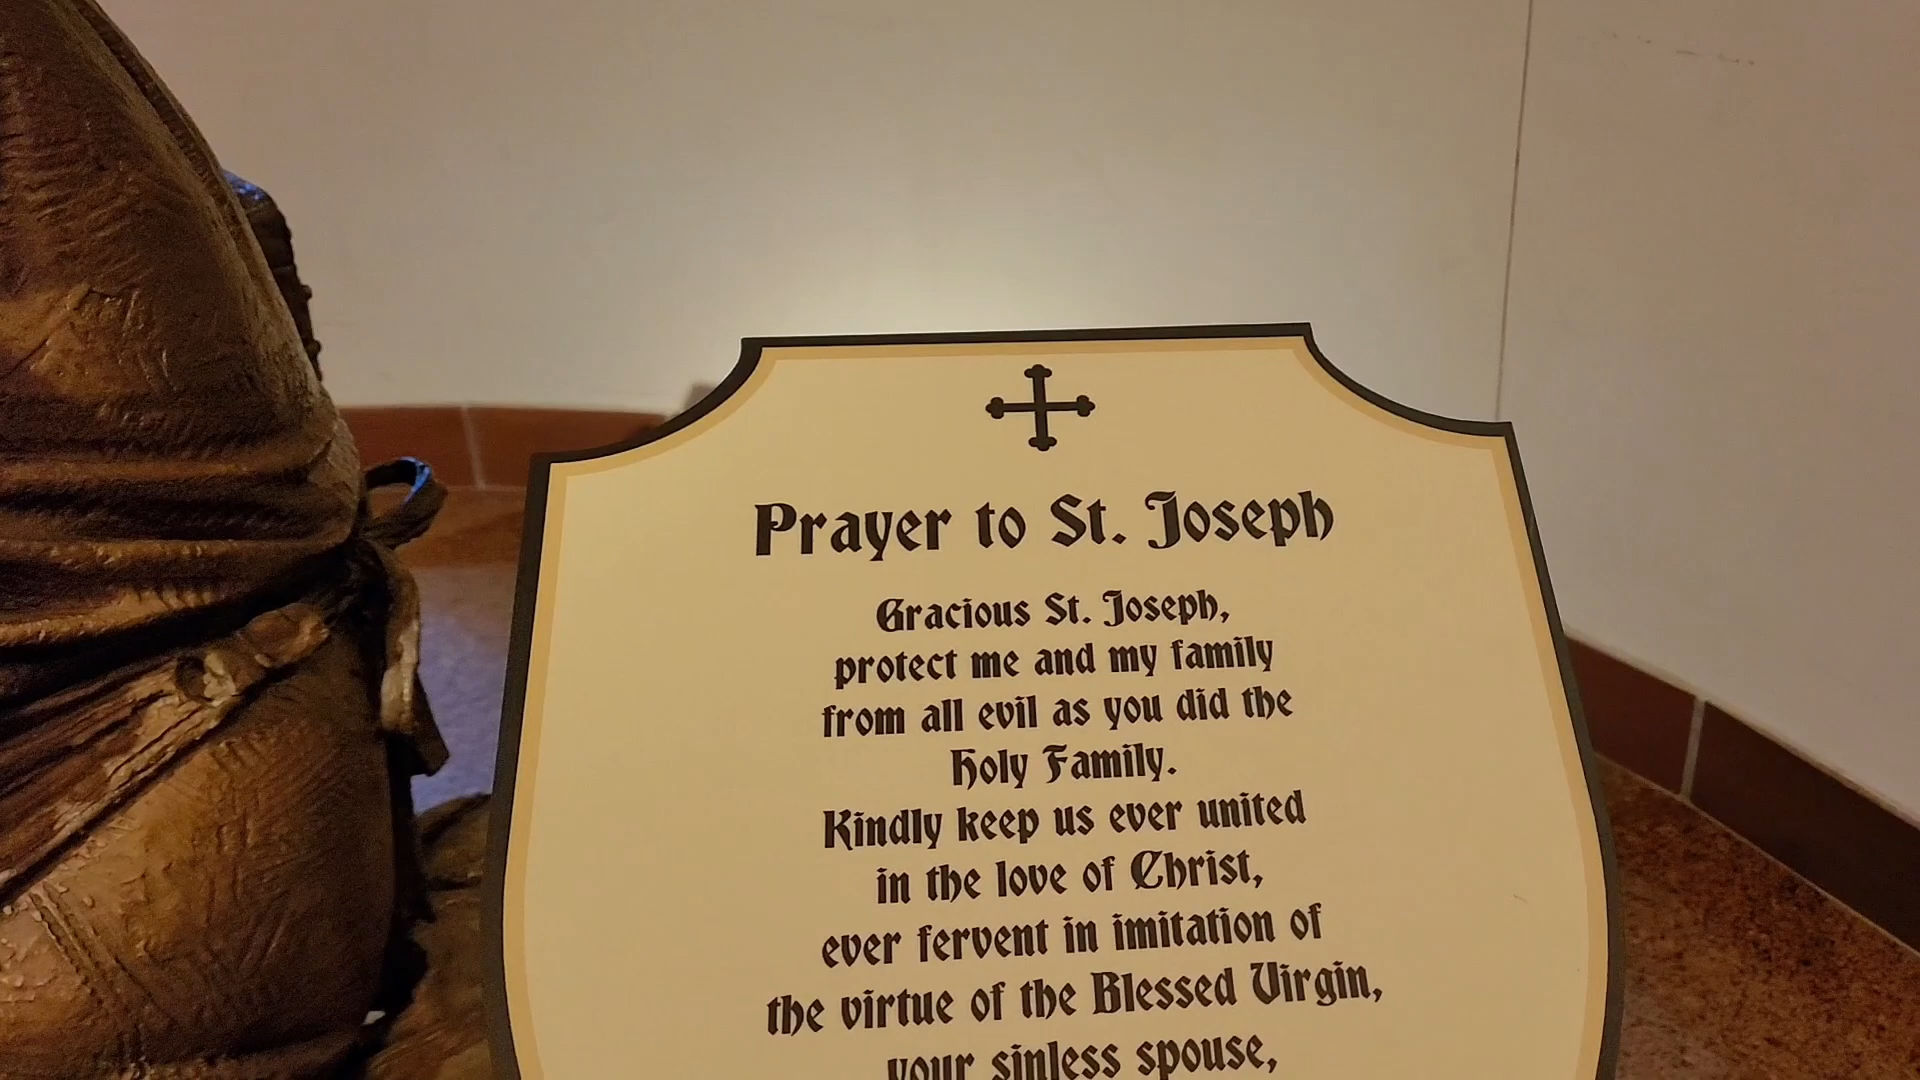 Prayer to St. Joseph
Gracious St. Joseph,
protect me and my family
from all evil as you did the
Holy Family.
Kindly keep us ever united
in the love of Christ,
ever fervent in imitation of
the virtue of the Blessed Virgin,
your sinless spouse,